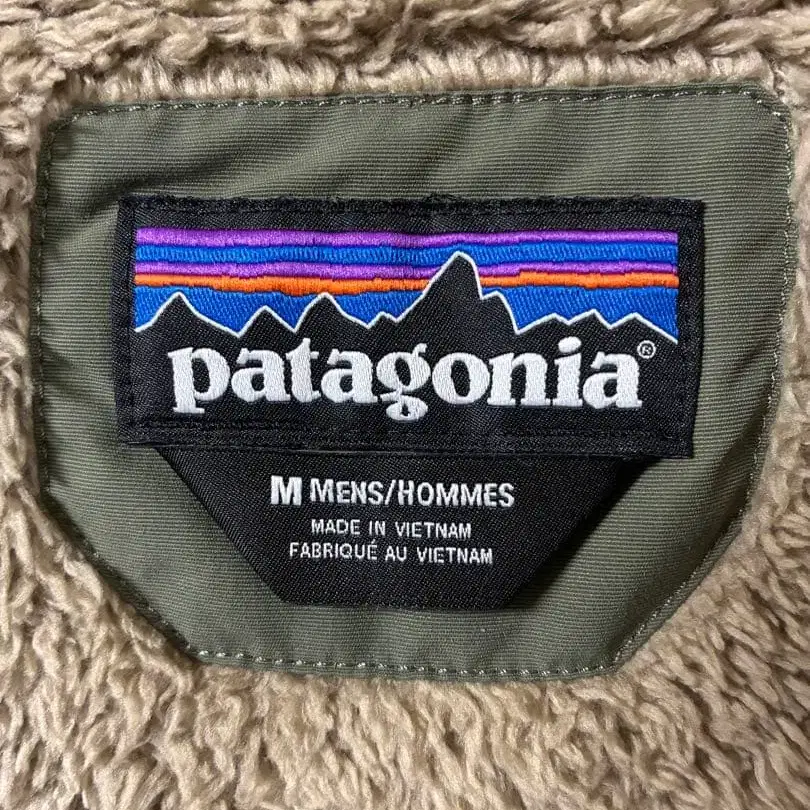 patagonia®
M MENS/HOMMES
MADE IN VIETNAM
FABRIQUÉ AU VIETNAM